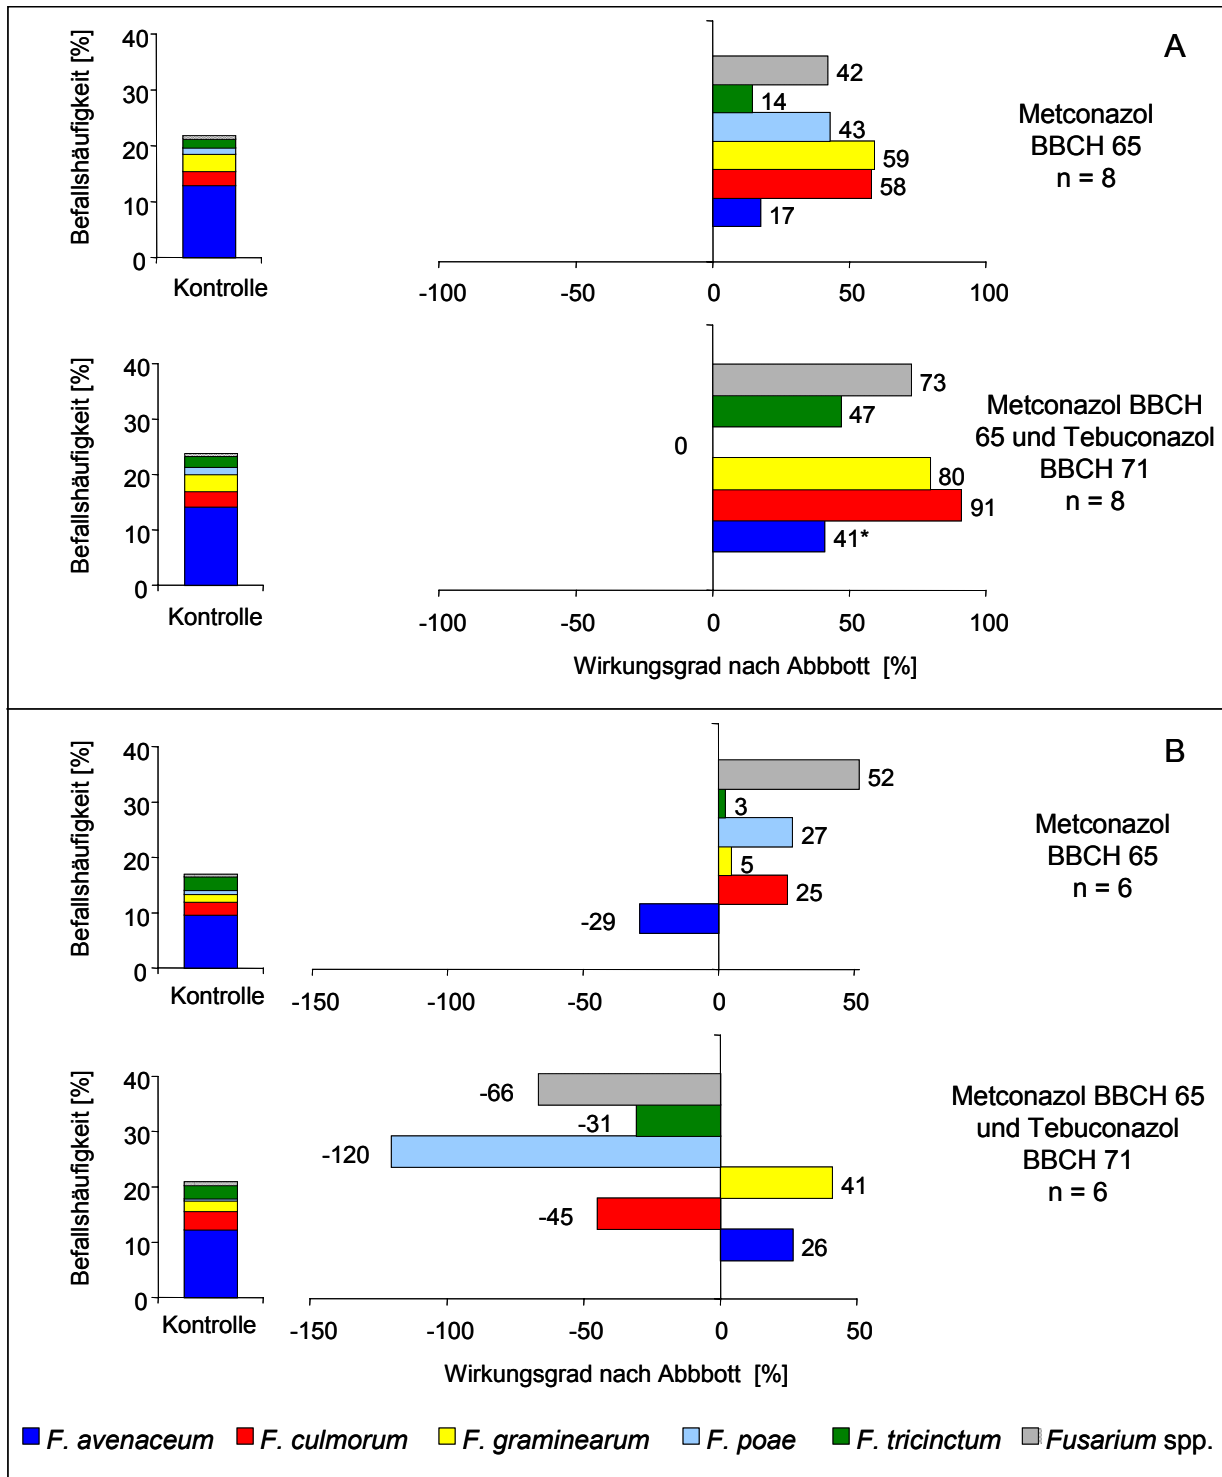 A
Befallshäufigkeit [%]
40
30
20
10
0
Kontrolle
42
14
43
59
58
17
-100 -50 0 50 100
Metconazol
BBCH 65
n = 8
Befallshäufigkeit [%]
40
30
20
10
0
Kontrolle
73
47
0
80
91
41*
-100 -50 0 50 100
Wirkungsgrad nach Abbbott [%]
Metconazol BBCH
65 und Tebuconazol
BBCH 71
n = 8
B
Befallshäufigkeit [%]
40
30
20
10
0
Kontrolle
52
3
27
5
25
-29
-150 -100 -50 0 50
Metconazol
BBCH 65
n = 6
Befallshäufigkeit [%]
40
30
20
10
0
Kontrolle
-66
-31
-120
41
-45
26
-150 -100 -50 0 50
Wirkungsgrad nach Abbbott [%]
Metconazol BBCH 65
und Tebuconazol
BBCH 71
n = 6
F. avenaceum F. culmorum F. graminearum F. poae F. tricinctum Fusarium spp.